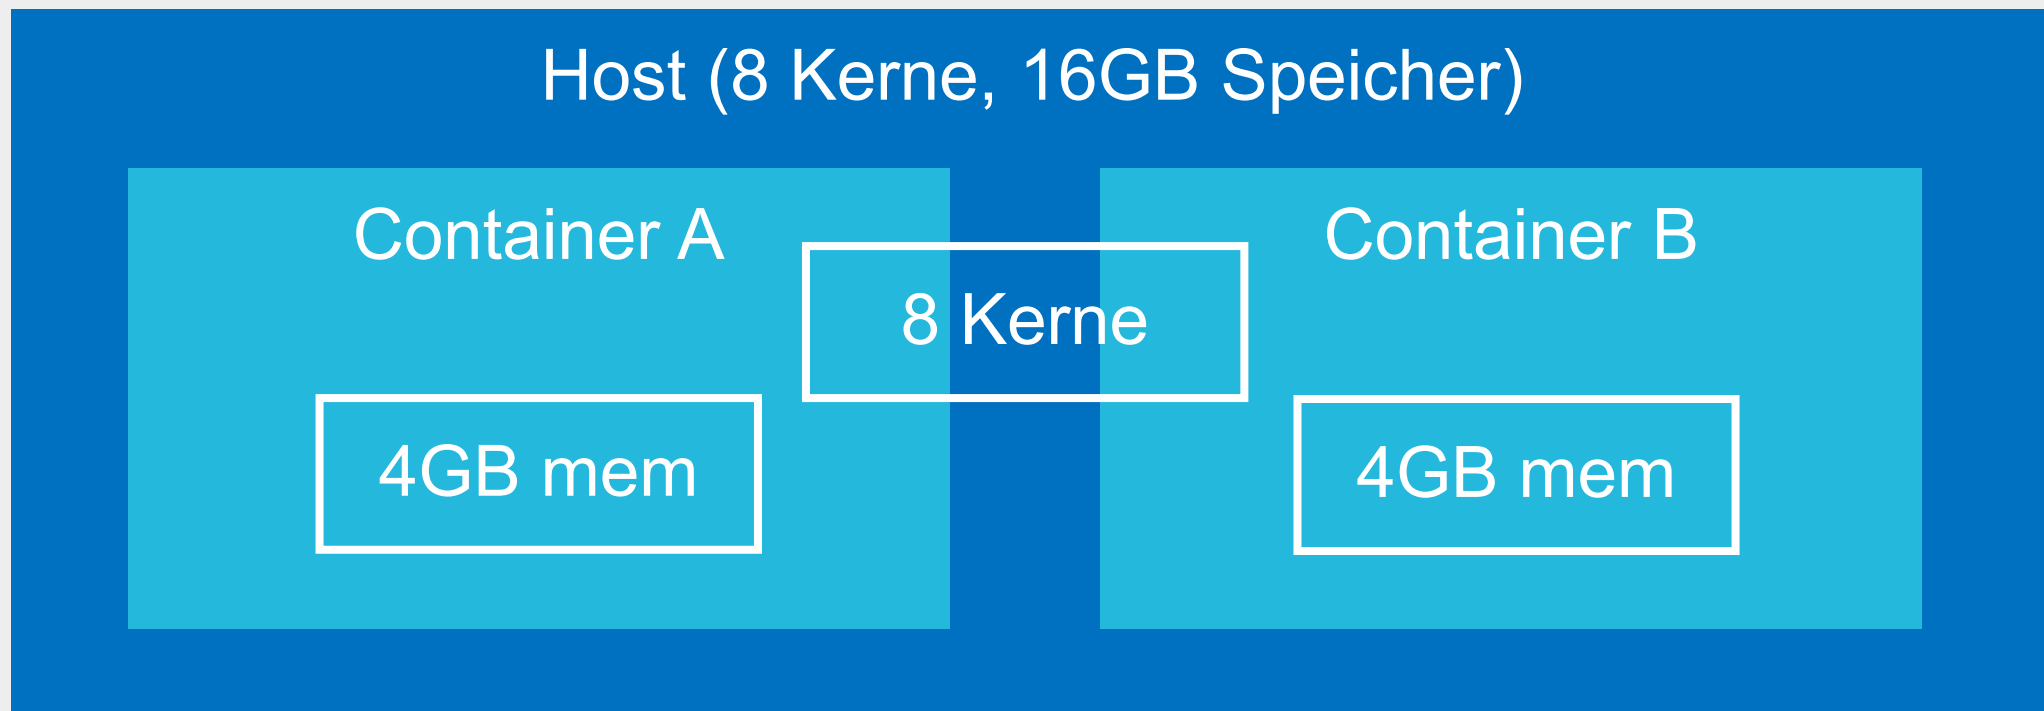 Host (8 Kerne, 16GB Speicher)
Container A
Container B
8 Kerne
4GB mem
4GB mem